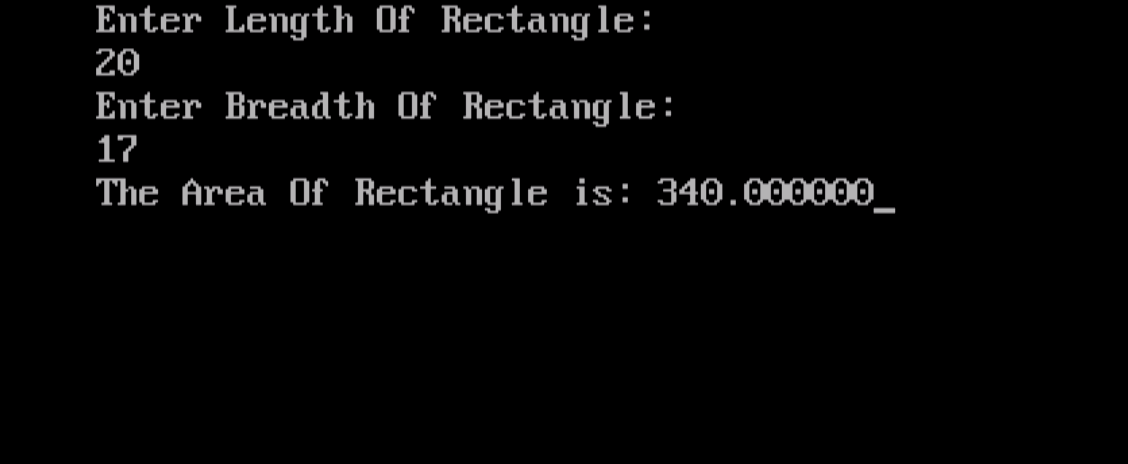 Enter Length Of Rectangle:
20
Enter Breadth Of Rectangle:
17
The Area Of Rectangle is: 340.000000_